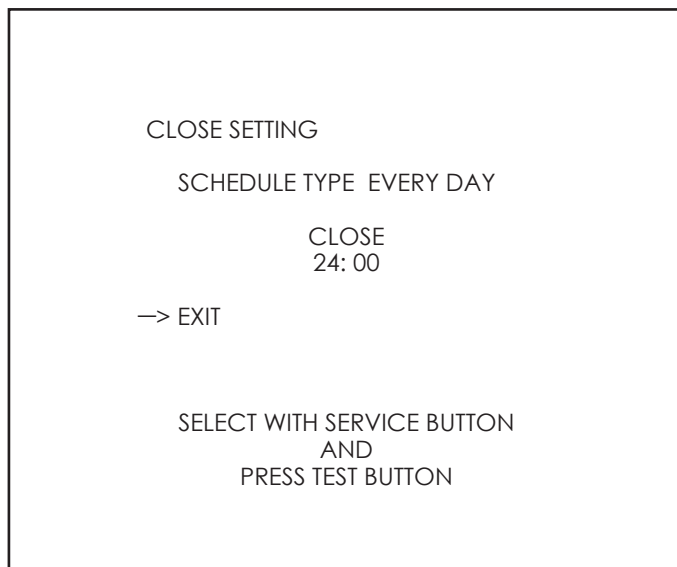 CLOSE SETTING
SCHEDULE TYPE EVERY DAY
CLOSE
24: 00
—> EXIT
SELECT WITH SERVICE BUTTON
AND
PRESS TEST BUTTON